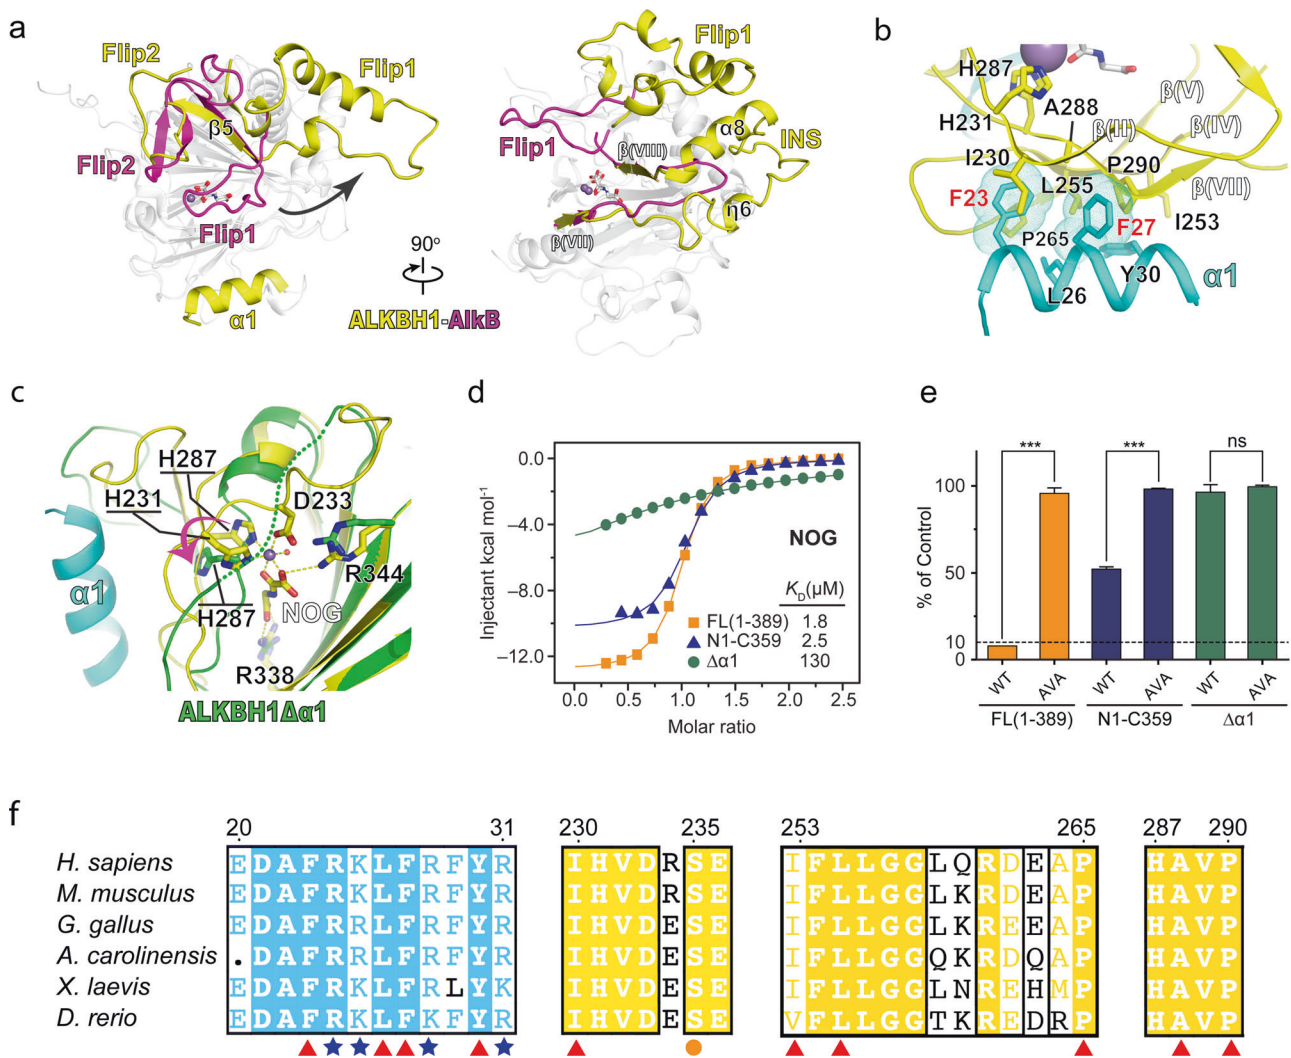 a
Flip2
Flip1
β5
Flip2
Flip1
α1
90°
ALKBH1-AlkB
Flip1
α8
INS
Flip1
β(VIII)
η6
β(VII)
b
H287
H231
A288
β(V)
β(II)
β(IV)
I230
P290
L255
β(VII)
F23
F27
I253
P265
Y30
α1
L26
c
H287
H231
D233
α1
R344
NOG
H287
R338
ALKBH1Δα1
d
Injectant kcal mol-1
0.0
−4.0
−8.0
−12.0
NOG
KD(μM)
FL(1-389) 1.8
N1-C359 2.5
Δα1 130
0.0 0.5 1.0 1.5 2.0 2.5
Molar ratio
e
*** *** ns
% of Control
100
50
10
0
WT AVA WT AVA WT AVA
FL(1-389) N1-C359 Δα1
f
20 31 230 235 253 265 287 290
H. sapiens EDAFRKLFRFYR IHVDRSE IFLLGGLQRDEAP HAVP
M. musculus EDAFRKLFRFYR IHVDRSE IFLLGGLKRDEAP HAVP
G. gallus EDAFRKLFRFYR IHVDESE IFLLGGLKREEAP HAVP
A. carolinensis .DAFRRLFRFYR IHVDESE IFLLGGQKRDQAP HAVP
X. laevis EDAFRKLFRLYK IHVDESE IFLLGGLNREHMP HAVP
D. rerio EDAFRKLFKFYR IHVDESE VFLLGGTKREDRP HAVP